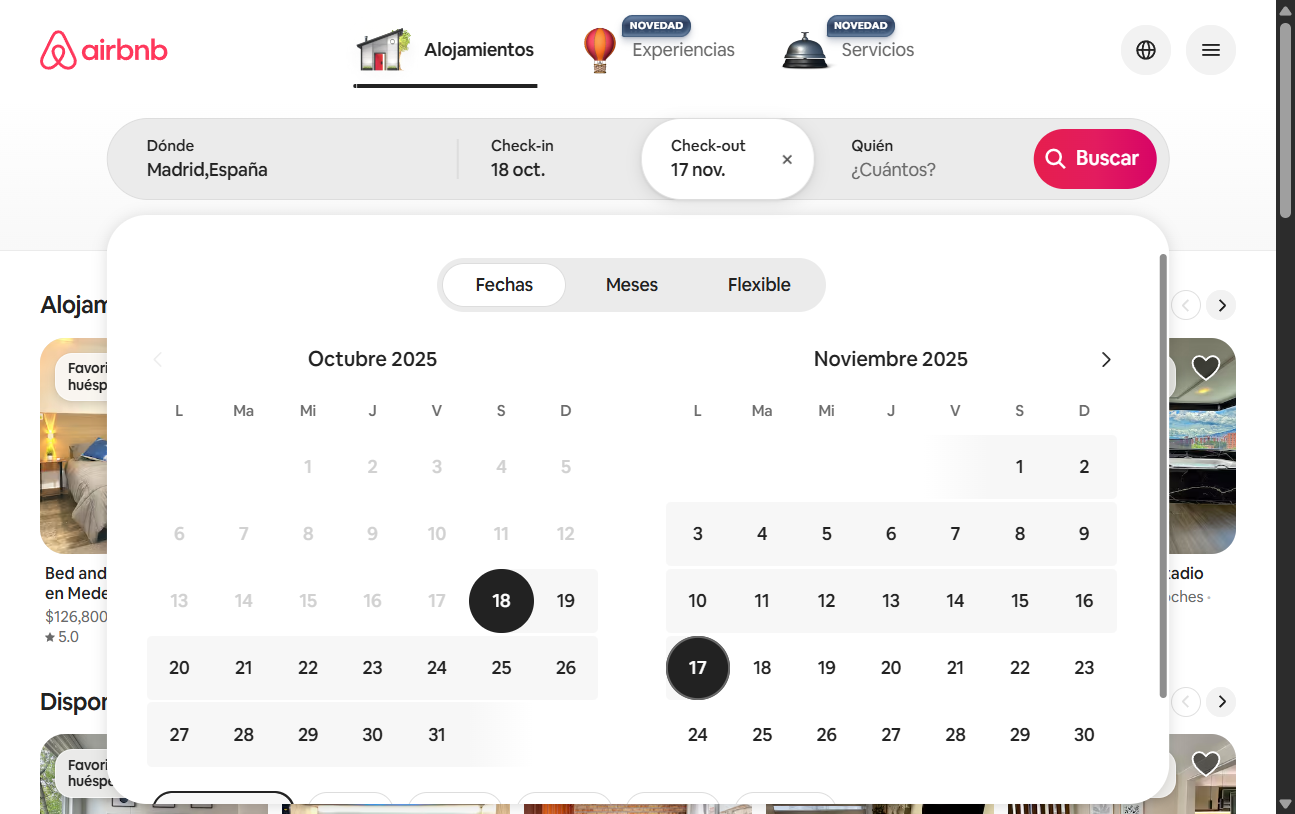 airbnb
Alojamientos
NOVEDAD
Experiencias
NOVEDAD
Servicios
Dónde
Madrid,España
Check-in
18 oct.
Check-out
17 nov.
Quién
¿Cuántos?
Buscar
Fechas
Meses
Flexible
Octubre 2025
L Ma Mi J V S D
1 2 3 4 5
6 7 8 9 10 11 12
13 14 15 16 17 18 19
20 21 22 23 24 25 26
27 28 29 30 31
Noviembre 2025
L Ma Mi J V S D
1 2
3 4 5 6 7 8 9
10 11 12 13 14 15 16
17 18 19 20 21 22 23
24 25 26 27 28 29 30
Alojam
Favori
huésp
Bed and
en Mede
$126,800
5.0
tadio
oches ·
Dispon
Favori
huéspe